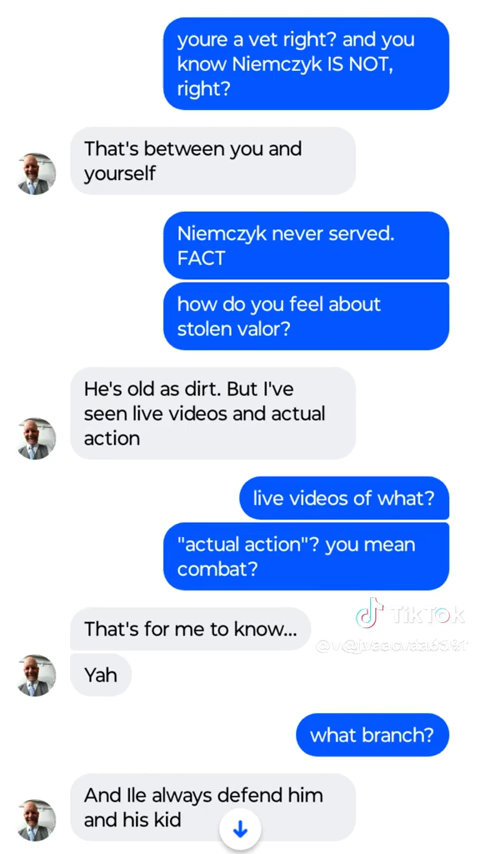 youre a vet right? and you
know Niemczyk IS NOT,
right?
That's between you and
yourself
Niemczyk never served.
FACT
how do you feel about
stolen valor?
He's old as dirt. But I've
seen live videos and actual
action
live videos of what?
"actual action"? you mean
combat?
TikTok
That's for me to know...
Yah
what branch?
And Ile always defend him
and his kid